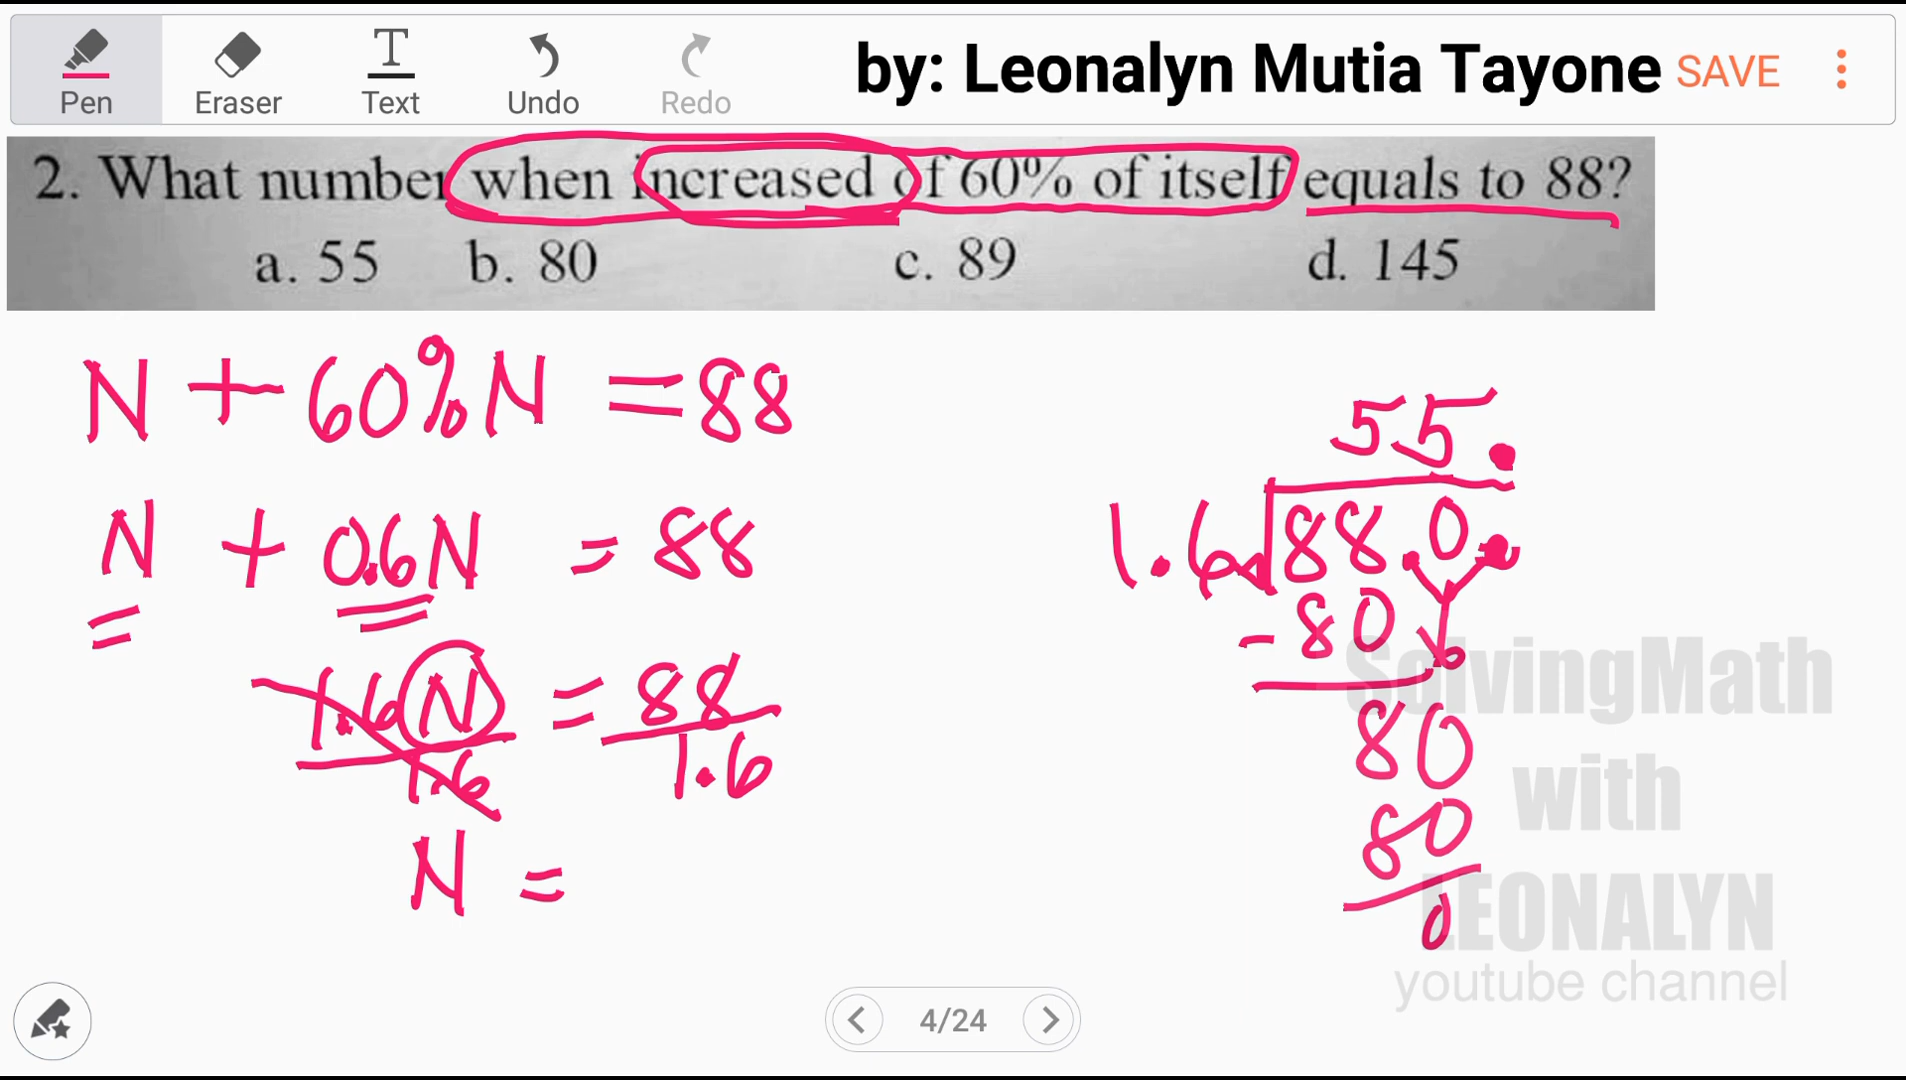 by: Leonalyn Mutia Tayone
SAVE
Pen
Eraser
Text
Undo
Redo
2. What number when increased of 60% of itself equals to 88?
a. 55 b. 80 c. 89 d. 145
N + 60% N = 88
N + 0.6N = 88
1.6N = 88
1.6 1.6
N =
55.
1.6 88.0.
- 80
80
80
0
SolvingMath
with
LEONALYN
youtube channel
4/24